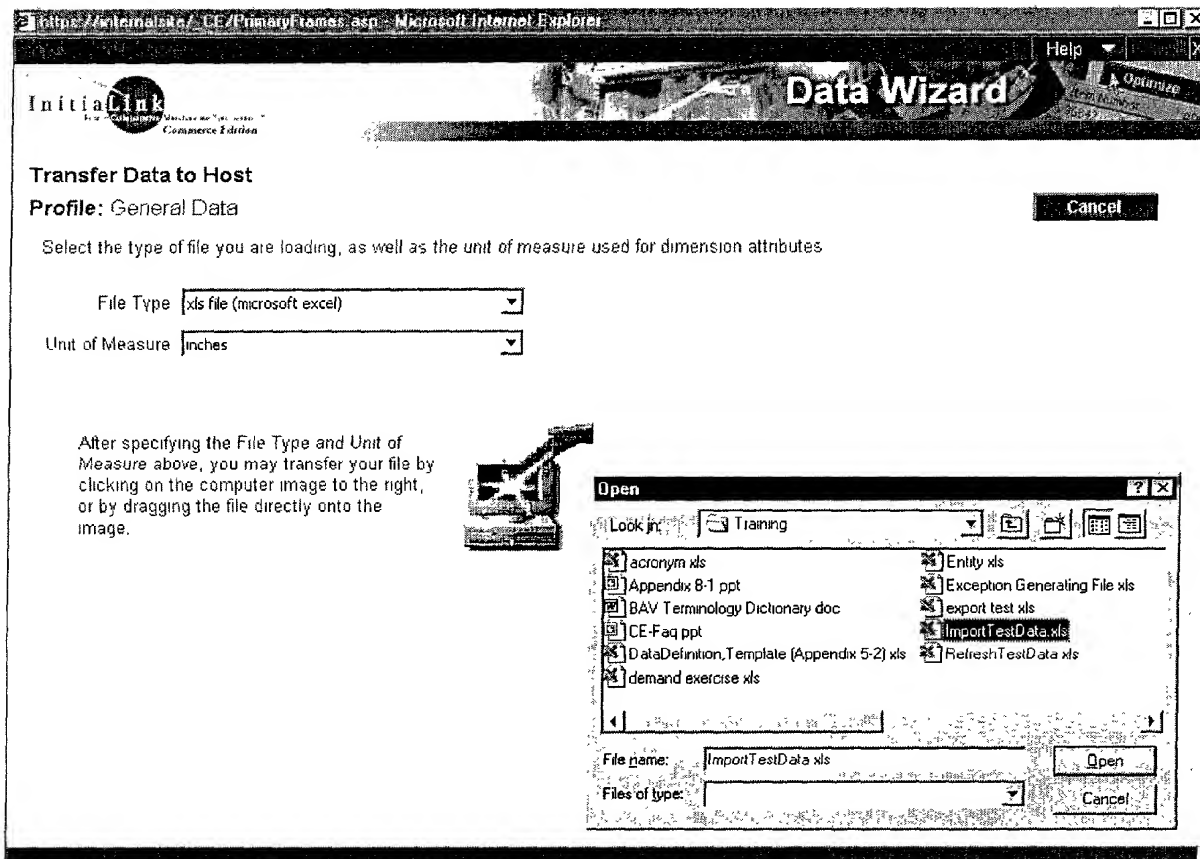 https://internalsite/_CE/PrimaryFrames.asp - Microsoft Internet Explorer
Help
InitiaLink
Commerce Edition
Data Wizard
Optimize
Item Number
Transfer Data to Host
Profile: General Data
Cancel
Select the type of file you are loading, as well as the unit of measure used for dimension attributes
File Type xls file (microsoft excel)
Unit of Measure inches
After specifying the File Type and Unit of
Measure above, you may transfer your file by
clicking on the computer image to the right,
or by dragging the file directly onto the
image.
Open
Look in: Training
acronym xls
Appendix 8-1 ppt
BAV Terminology Dictionary doc
CE-Faq ppt
DataDefinition,Template (Appendix 5-2) xls
demand exercise xls
Entity xls
Exception Generating File xls
export test xls
ImportTestData.xls
RefreshTestData xls
File name: ImportTestData xls
Open
Files of type:
Cancel